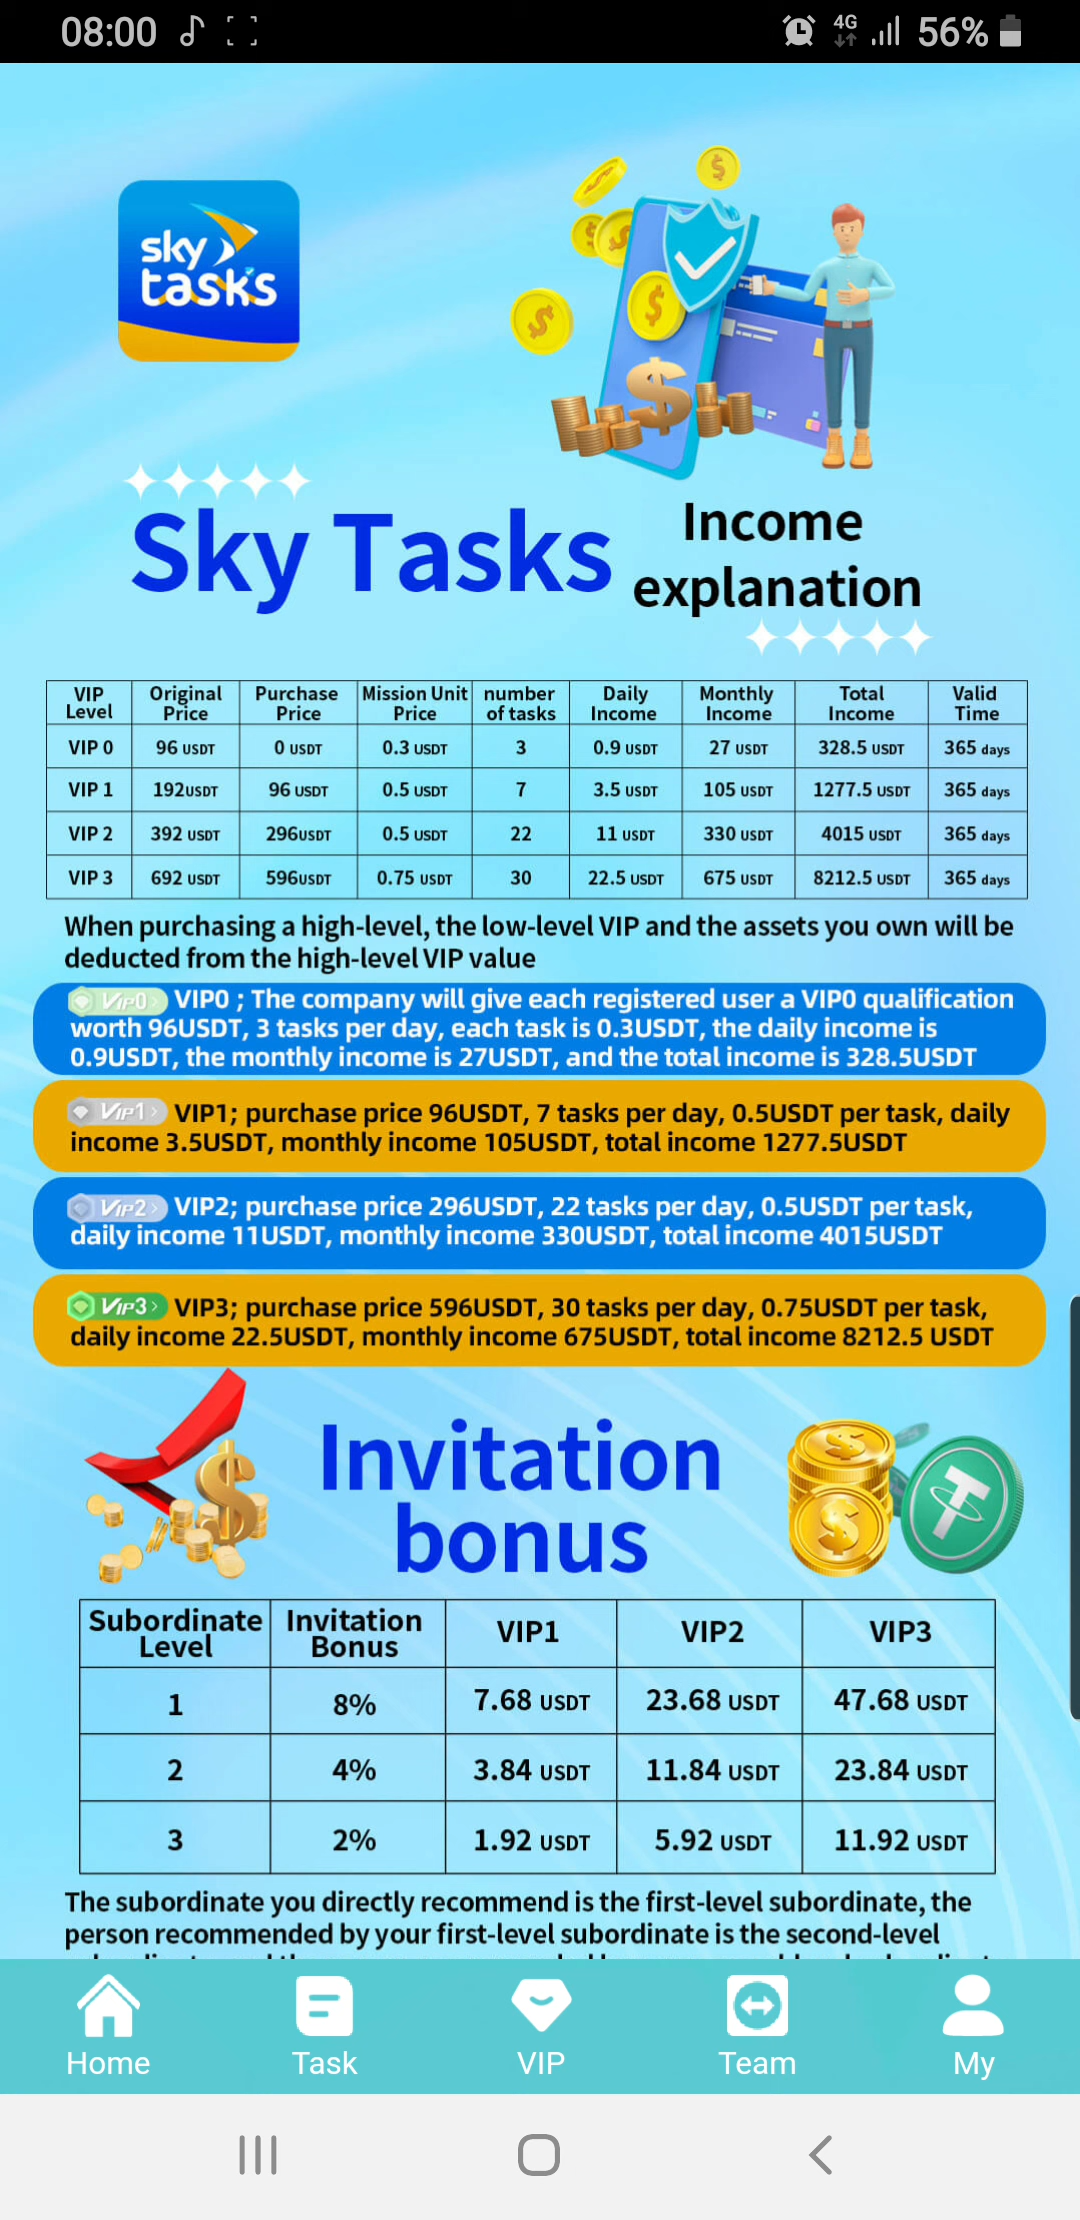 08:00 4G 56%
sky
tasks
Sky Tasks
Income
explanation
VIP Level Original Price Purchase Price Mission Unit Price number of tasks Daily Income Monthly Income Total Income Valid Time
VIP 0 96 USDT 0 USDT 0.3 USDT 3 0.9 USDT 27 USDT 328.5 USDT 365 days
VIP 1 192USDT 96 USDT 0.5 USDT 7 3.5 USDT 105 USDT 1277.5 USDT 365 days
VIP 2 392 USDT 296USDT 0.5 USDT 22 11 USDT 330 USDT 4015 USDT 365 days
VIP 3 692 USDT 596USDT 0.75 USDT 30 22.5 USDT 675 USDT 8212.5 USDT 365 days
When purchasing a high-level, the low-level VIP and the assets you own will be
deducted from the high-level VIP value
VIP0 > VIP0 ; The company will give each registered user a VIP0 qualification
worth 96USDT, 3 tasks per day, each task is 0.3USDT, the daily income is
0.9USDT, the monthly income is 27USDT, and the total income is 328.5USDT
VIP1 > VIP1; purchase price 96USDT, 7 tasks per day, 0.5USDT per task, daily
income 3.5USDT, monthly income 105USDT, total income 1277.5USDT
VIP2 > VIP2; purchase price 296USDT, 22 tasks per day, 0.5USDT per task,
daily income 11USDT, monthly income 330USDT, total income 4015USDT
VIP3 > VIP3; purchase price 596USDT, 30 tasks per day, 0.75USDT per task,
daily income 22.5USDT, monthly income 675USDT, total income 8212.5 USDT
Invitation
bonus
Subordinate Level Invitation Bonus VIP1 VIP2 VIP3
1 8% 7.68 USDT 23.68 USDT 47.68 USDT
2 4% 3.84 USDT 11.84 USDT 23.84 USDT
3 2% 1.92 USDT 5.92 USDT 11.92 USDT
The subordinate you directly recommend is the first-level subordinate, the
person recommended by your first-level subordinate is the second-level
Home Task VIP Team My